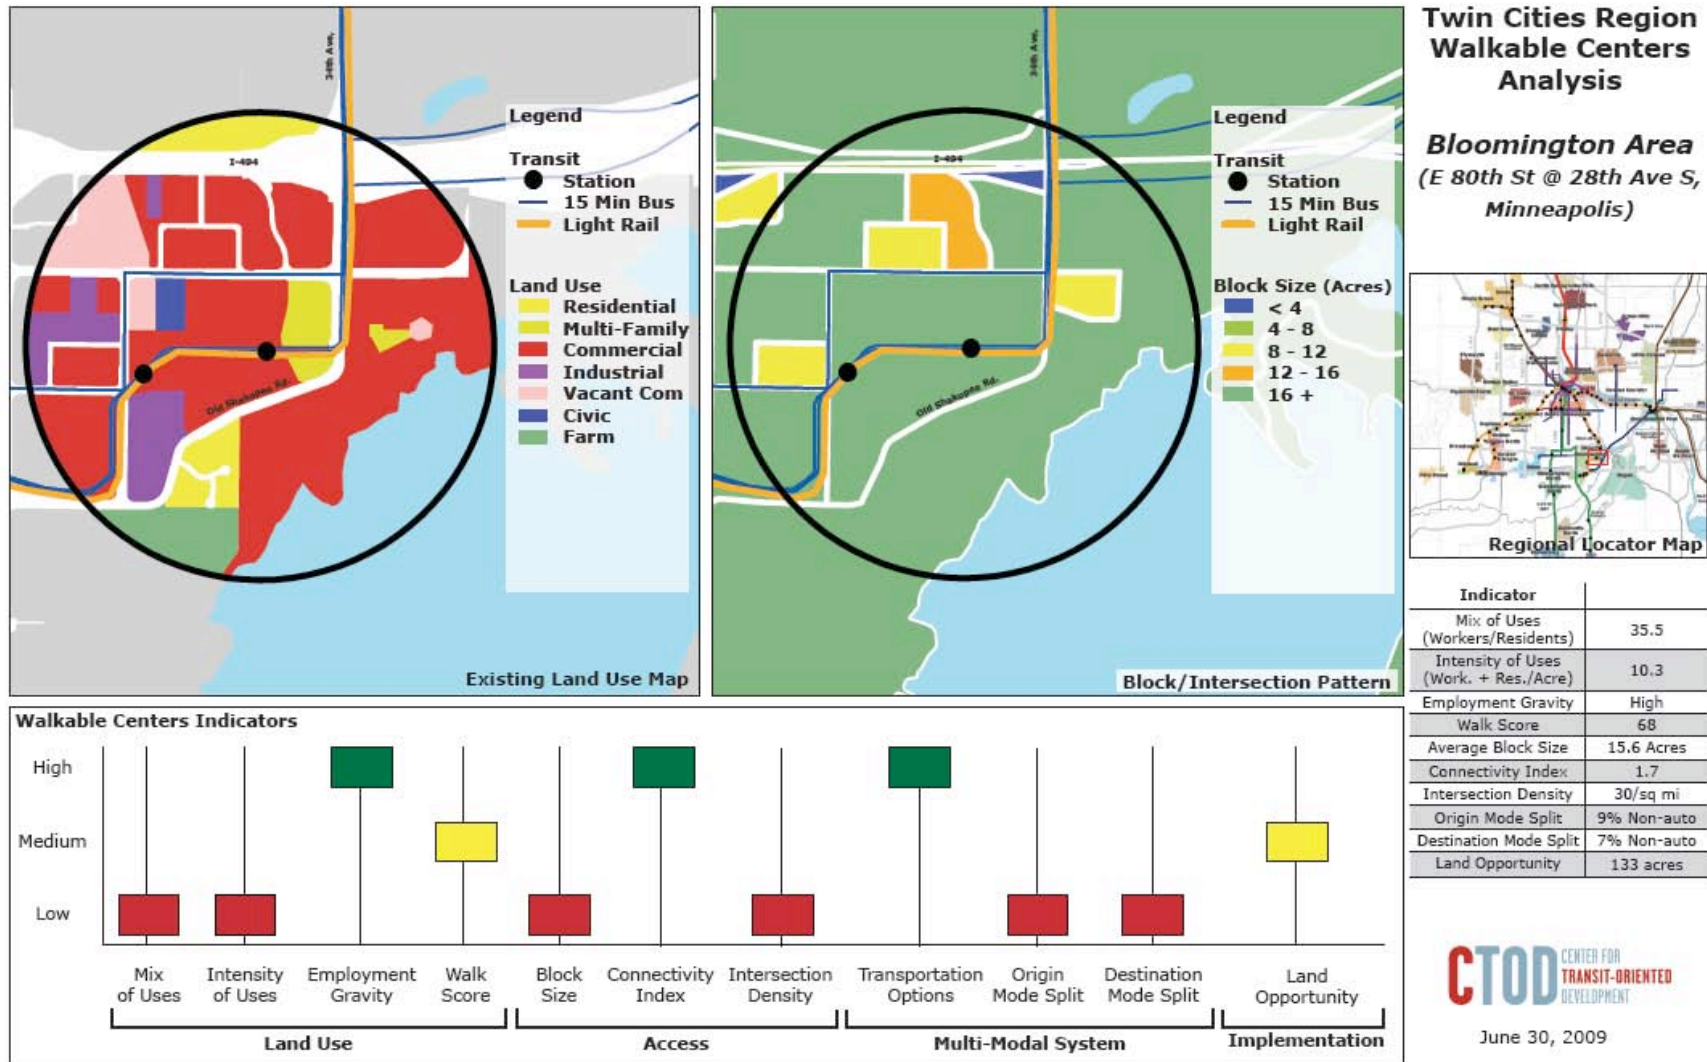 34th Ave,
I-494
Old Shakopee Rd.
Legend
Transit
Station
15 Min Bus
Light Rail
Land Use
Residential
Multi-Family
Commercial
Industrial
Vacant Com
Civic
Farm
Existing Land Use Map
34th Ave,
I-494
Old Shakopee Rd.
Legend
Transit
Station
15 Min Bus
Light Rail
Block Size (Acres)
< 4
4 - 8
8 - 12
12 - 16
16 +
Block/Intersection Pattern
Twin Cities Region
Walkable Centers
Analysis
Bloomington Area
(E 80th St @ 28th Ave S,
Minneapolis)
Regional Locator Map
Indicator
Mix of Uses
(Workers/Residents)
35.5
Intensity of Uses
(Work. + Res./Acre)
10.3
Employment Gravity High
Walk Score 68
Average Block Size 15.6 Acres
Connectivity Index 1.7
Intersection Density 30/sq mi
Origin Mode Split 9% Non-auto
Destination Mode Split 7% Non-auto
Land Opportunity 133 acres
Walkable Centers Indicators
High
Medium
Low
Mix
of Uses
Intensity
of Uses
Employment
Gravity
Walk
Score
Block
Size
Connectivity
Index
Intersection
Density
Transportation
Options
Origin
Mode Split
Destination
Mode Split
Land
Opportunity
Land Use
Access
Multi-Modal System
Implementation
CTOD
CENTER FOR
TRANSIT-ORIENTED
DEVELOPMENT
June 30, 2009